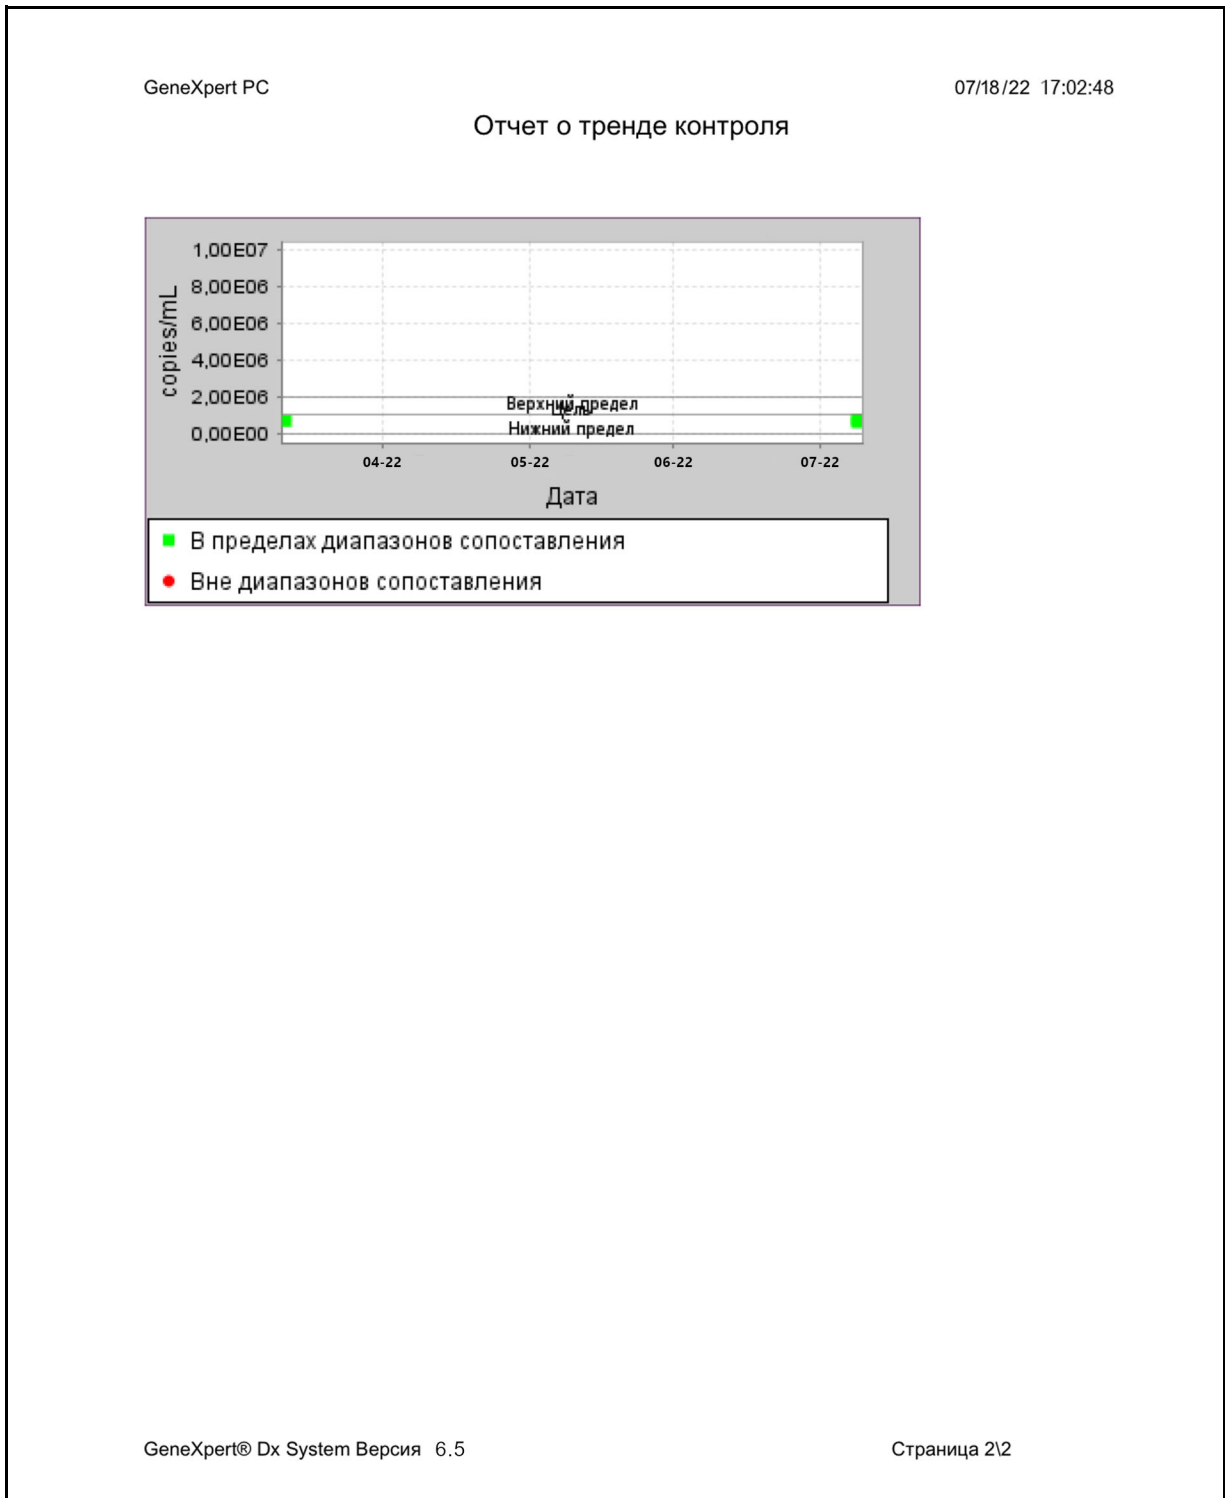 GeneXpert PC 07/18/22 17:02:48
Отчет о тренде контроля
1,00E07
8,00E06
6,00E06
4,00E06
2,00E06
0,00E00
copies/mL
Верхний предел
Цель
Нижний предел
04-22 05-22 06-22 07-22
Дата
В пределах диапазонов сопоставления
Вне диапазонов сопоставления
GeneXpert® Dx System Версия 6.5 Страница 2\2